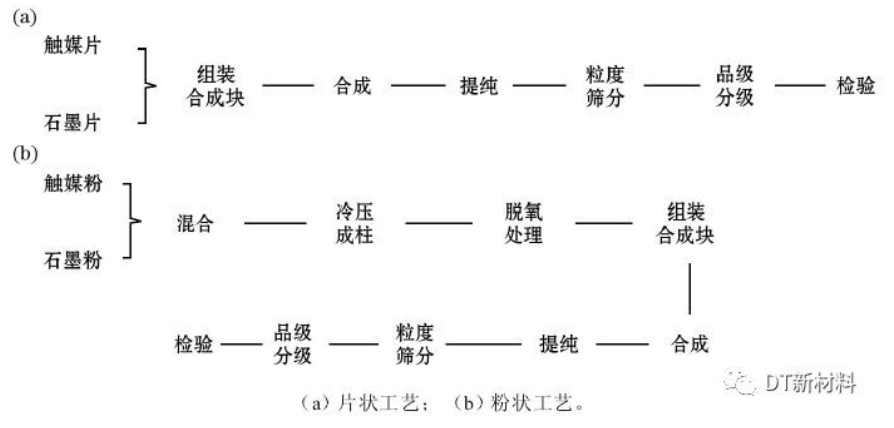 (a)
触媒片
石墨片
组装
合成块
合成
提纯
粒度
筛分
品级
分级
检验
(b)
触媒粉
石墨粉
混合
冷压
成柱
脱氧
处理
组装
合成块
检验
品级
分级
粒度
筛分
提纯
合成
DT新材料
(a)片状工艺; (b)粉状工艺。